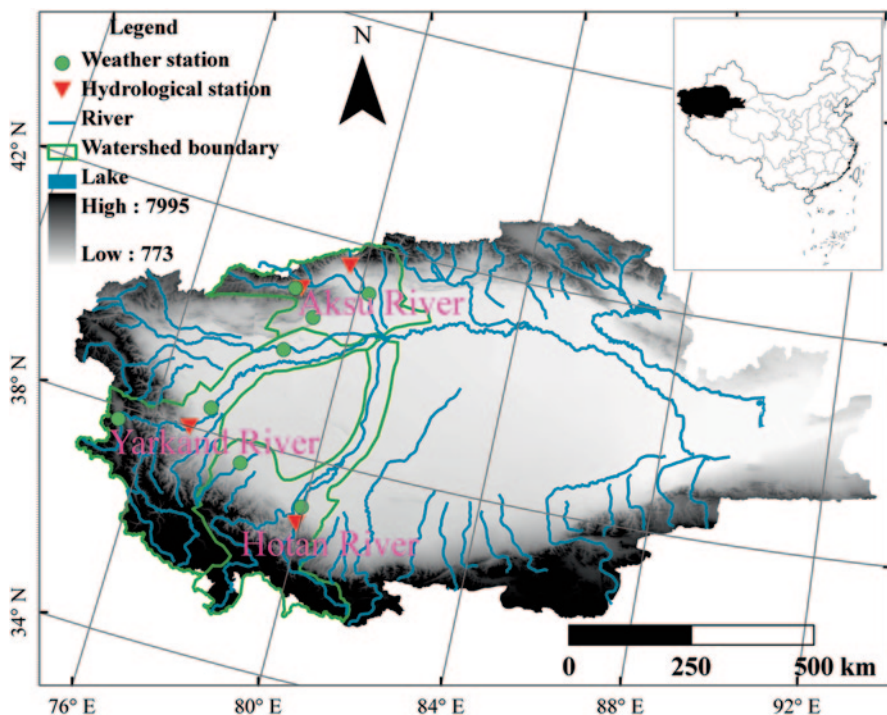 Legend
Weather station
Hydrological station
River
Watershed boundary
Lake
High : 7995
Low : 773
N
42° N
38° N
34° N
Aksu River
Yarkand River
Hotan River
0 250 500 km
76° E 80° E 84° E 88° E 92° E